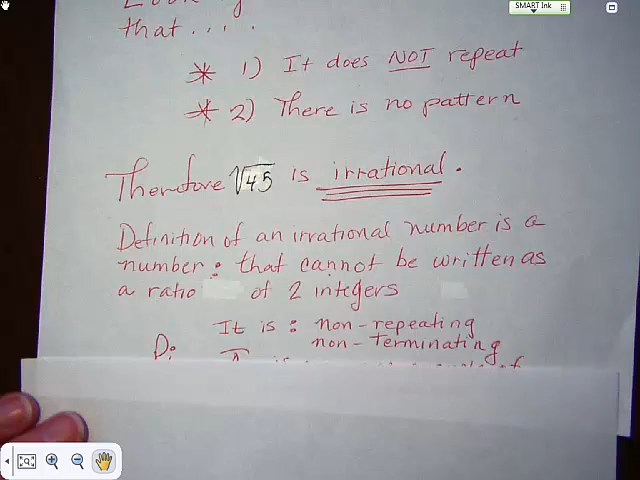 SMART Ink
that....
* 1) It does NOT repeat
* 2) There is no pattern
Therefore √45 is irrational.
Definition of an irrational number is a
number: that cannot be written as
a ratio of 2 integers
It is: non-repeating
D: non-terminating